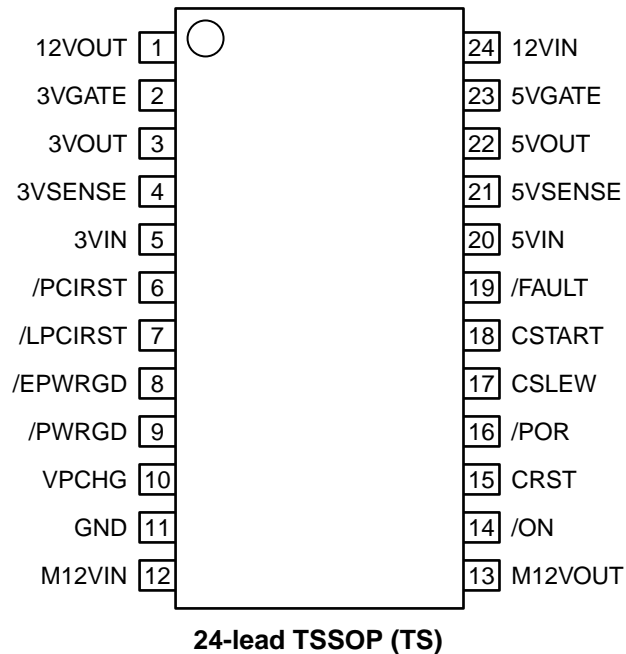 12VOUT 1 24 12VIN
3VGATE 2 23 5VGATE
3VOUT 3 22 5VOUT
3VSENSE 4 21 5VSENSE
3VIN 5 20 5VIN
/PCIRST 6 19 /FAULT
/LPCIRST 7 18 CSTART
/EPWRGD 8 17 CSLEW
/PWRGD 9 16 /POR
VPCHG 10 15 CRST
GND 11 14 /ON
M12VIN 12 13 M12VOUT
24-lead TSSOP (TS)